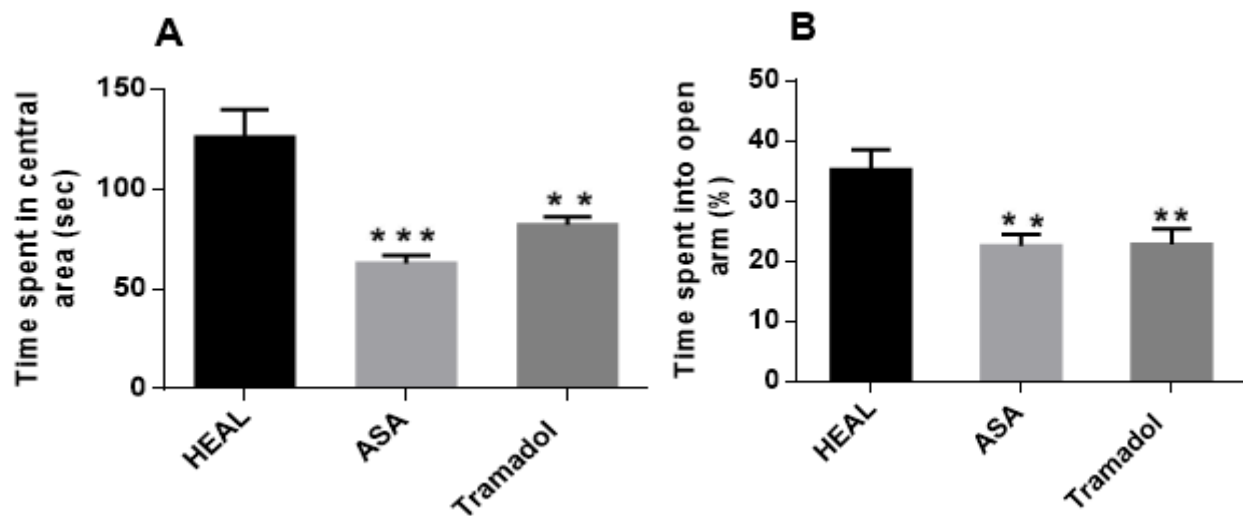 A
Time spent in central
area (sec)
150
100
50
0
***
* *
HEAL
ASA
Tramadol
B
Time spent into open
arm (%)
50
40
30
20
10
0
* *
**
HEAL
ASA
Tramadol